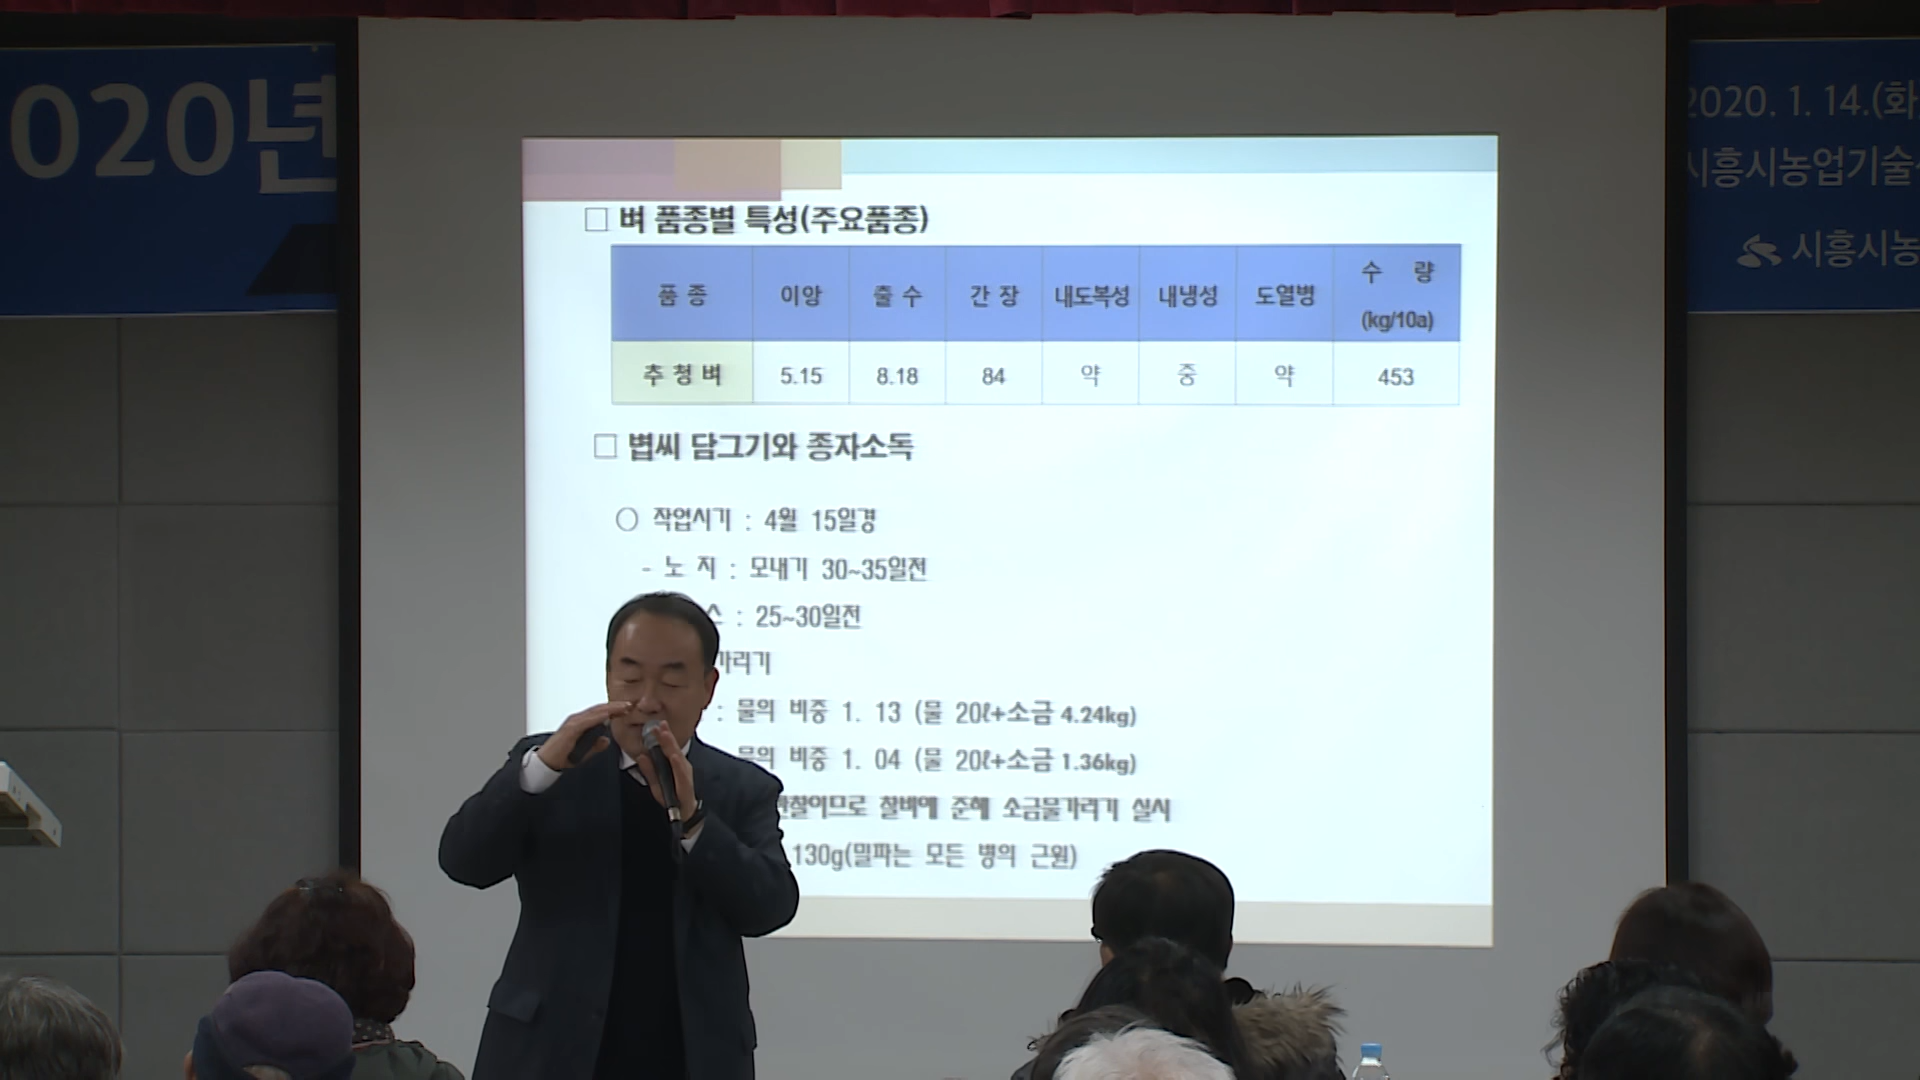 020년
2020. 1. 14.(화
시흥시농업기술
시흥시농
□ 벼 품종별 특성(주요품종)
품 종 이앙 출 수 간 장 내도복성 내냉성 도열병 수 량 (kg/10a)
추 청 벼 5.15 8.18 84 약 중 약 453
□ 볍씨 담그기와 종자소독
○ 작업시기 : 4월 15일경
- 노 지 : 모내기 30~35일전
스 : 25~30일전
가리기
: 물의 비중 1. 13 (물 20ℓ+소금 4.24kg)
물의 비중 1. 04 (물 20ℓ+소금 1.36kg)
반찰이므로 찰벼에 준해 소금물가리기 실시
130g(밀파는 모든 병의 근원)